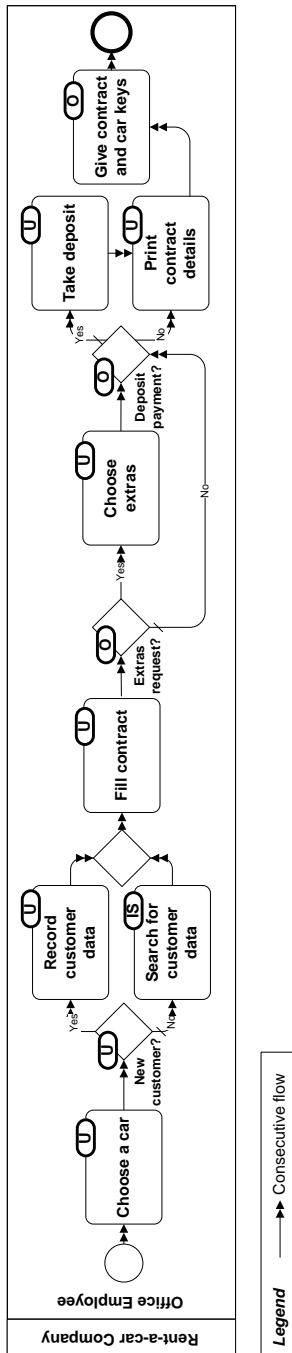 Rent-a-car Company
Office Employee
U
Choose a car
U
New
customer?
Yes
No
U
Record
customer
data
IS
Search for
customer
data
U
Fill contract
O
Extras
request?
Yes
No
U
Choose
extras
O
Deposit
payment?
Yes
No
U
Take deposit
U
Print
contract
details
O
Give contract
and car keys
Legend
Consecutive flow